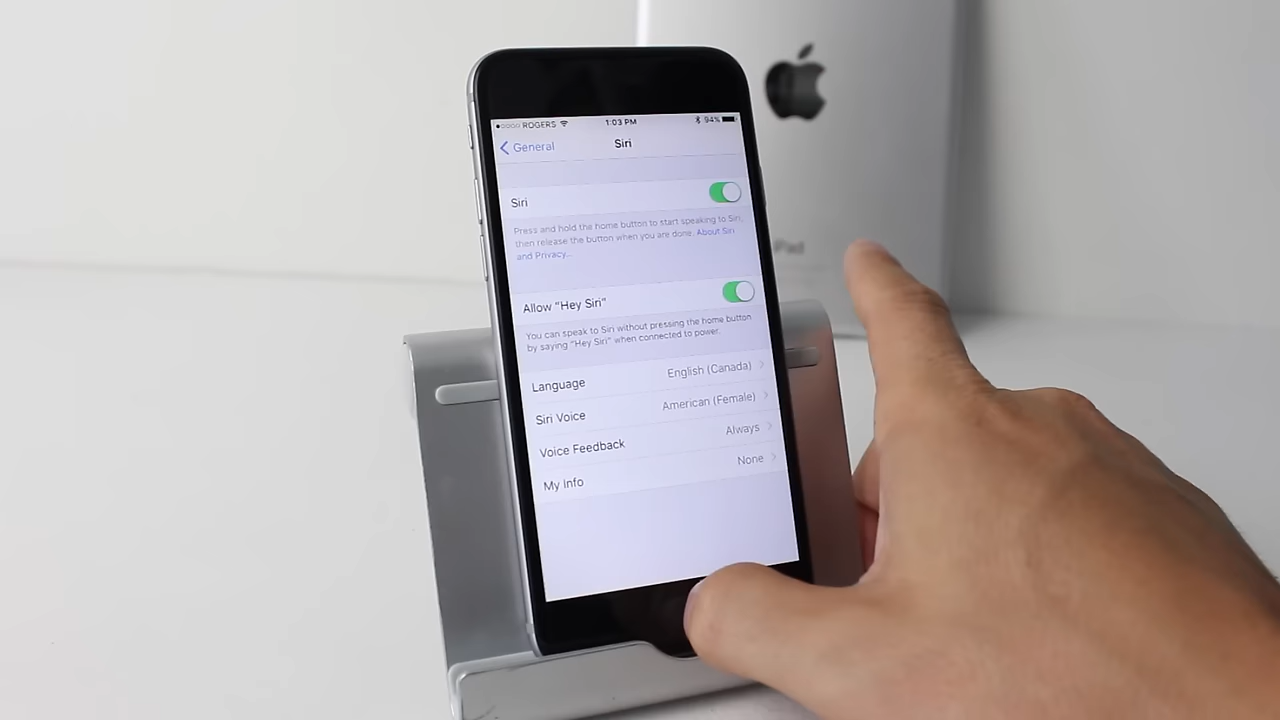 ROGERS 1:03 PM 94%
General Siri
Siri
Press and hold the home button to start speaking to Siri,
then release the button when you are done. About Siri
and Privacy...
Allow “Hey Siri”
You can speak to Siri without pressing the home button
by saying “Hey Siri” when connected to power.
Language English (Canada)
Siri Voice American (Female)
Voice Feedback Always
My Info None
iPad